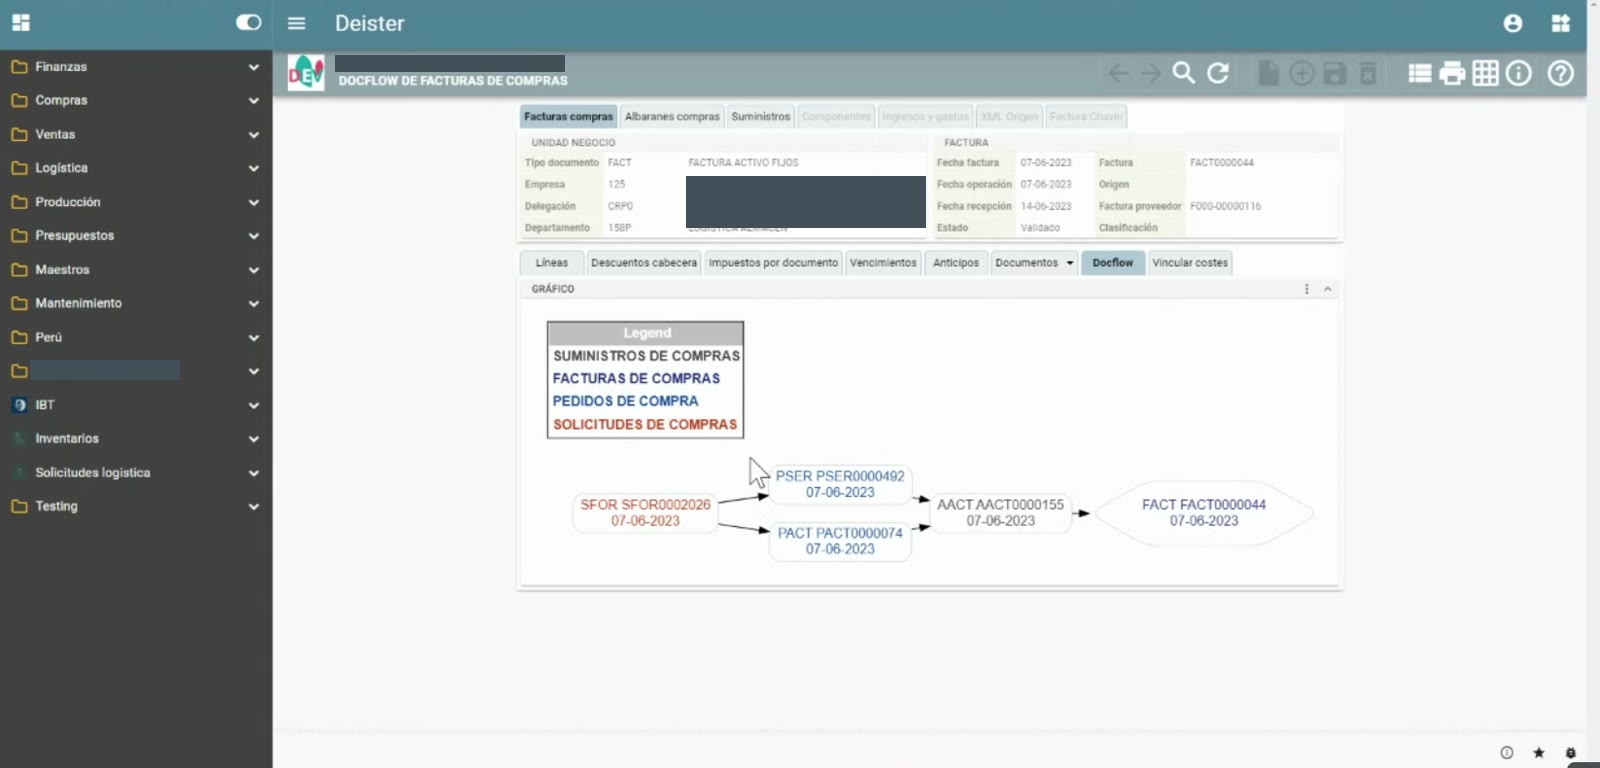 Deister
DOCFLOW DE FACTURAS DE COMPRAS
Finanzas
Compras
Ventas
Logística
Producción
Presupuestos
Maestros
Mantenimiento
Perú
IBT
Inventarios
Solicitudes logistica
Testing
Facturas compras
Albaranes compras
Suministros
Componentes
Ingresos y gastos
XML Origen
Factura Chavin
UNIDAD NEGOCIO
Tipo documento FACT FACTURA ACTIVO FIJOS
Empresa 125
Delegación CRP0
Departamento 158P LOGISTICA ALMACEN
FACTURA
Fecha factura 07-06-2023 Factura FACT0000044
Fecha operación 07-06-2023 Origen
Fecha recepción 14-06-2023 Factura proveedor F000-00000116
Estado Validado Clasificación
Líneas
Descuentos cabecera
Impuestos por documento
Vencimientos
Anticipos
Documentos
Docflow
Vincular costes
GRÁFICO
Legend
SUMINISTROS DE COMPRAS
FACTURAS DE COMPRAS
PEDIDOS DE COMPRA
SOLICITUDES DE COMPRAS
SFOR SFOR0002026
07-06-2023
PSER PSER0000492
07-06-2023
PACT PACT0000074
07-06-2023
AACT AACT0000155
07-06-2023
FACT FACT0000044
07-06-2023